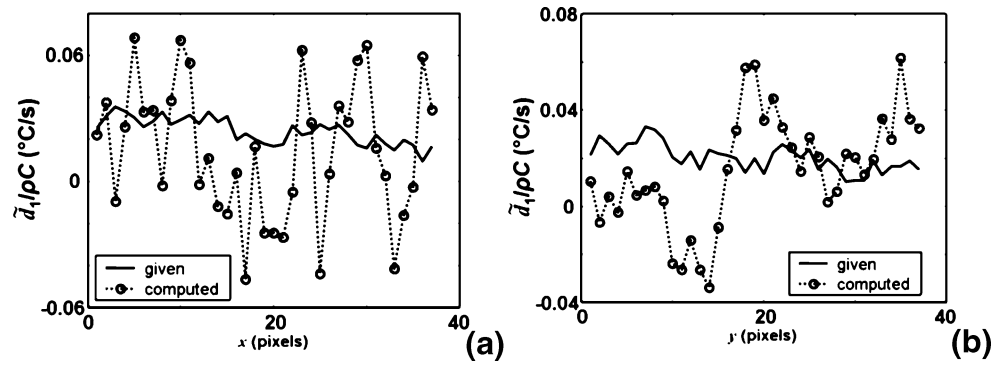 0.06
0
-0.06
0
20
40
d̃₁/ρC (°C/s)
x (pixels)
given
computed
(a)
0.08
0.04
0
-0.04
0
20
40
d̃₁/ρC (°C/s)
y (pixels)
given
computed
(b)